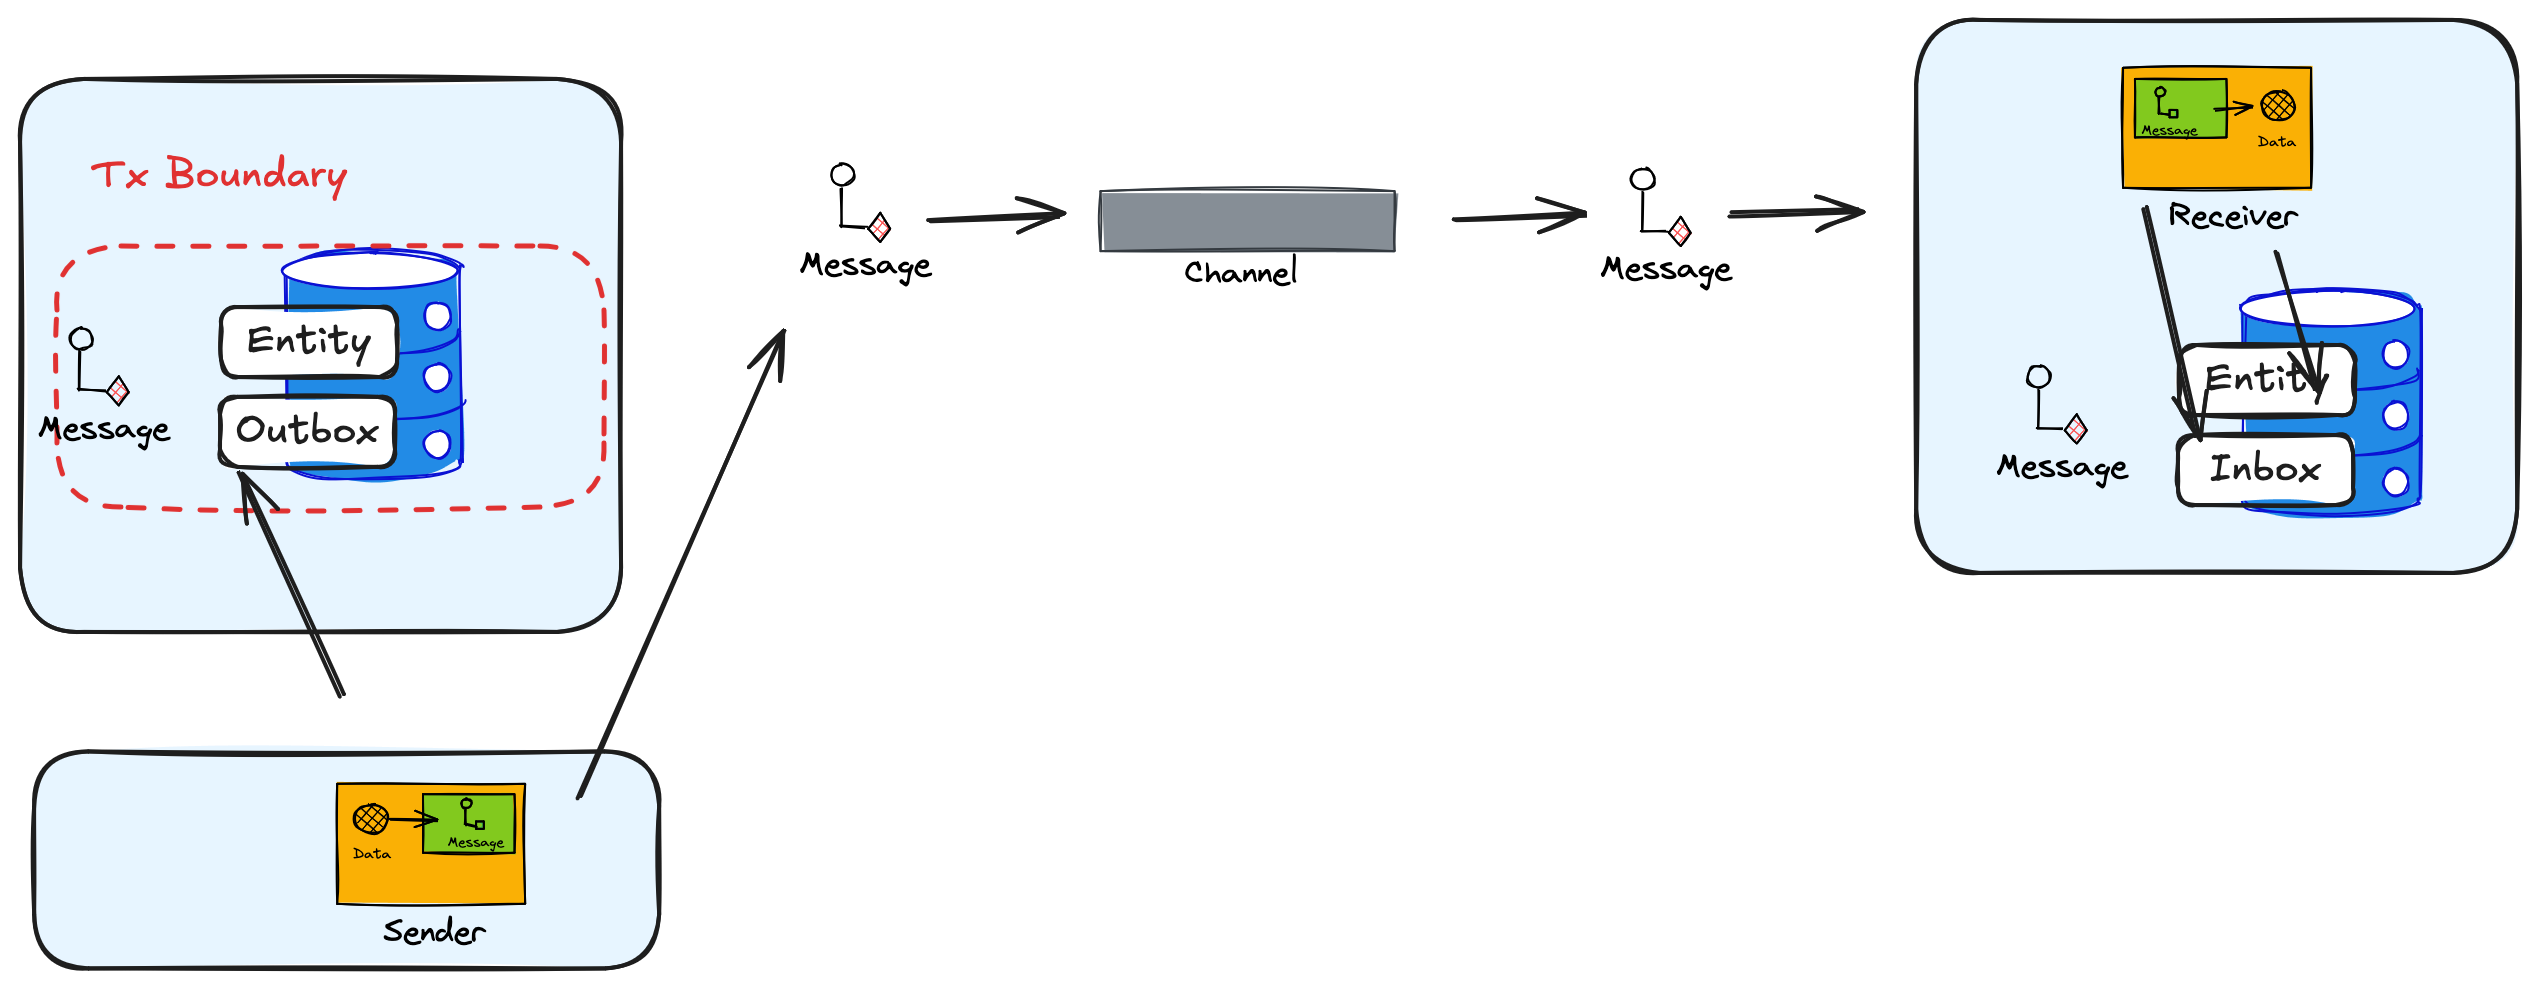 Tx Boundary
Entity
Outbox
Message
Message
Channel
Message
Message
Data
Receiver
Entity
Inbox
Message
Data
Message
Sender